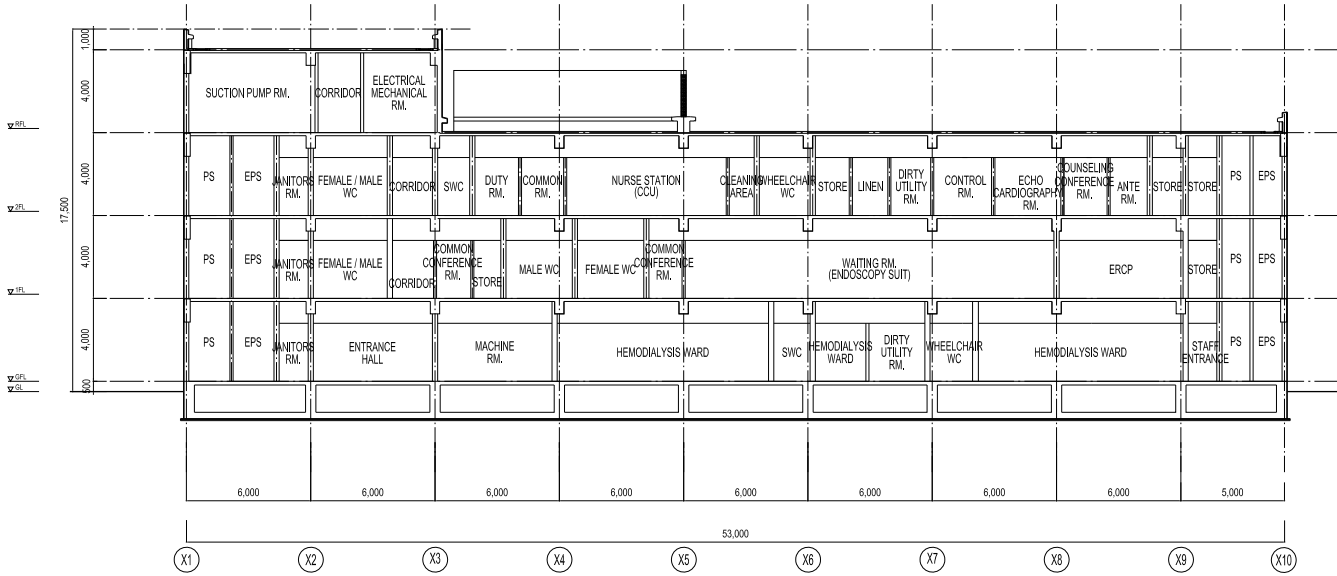 1,000
4,000
SUCTION PUMP RM.
CORRIDOR
ELECTRICAL
MECHANICAL
RM.
RFL
4,000
PS
EPS
JANITORS
RM.
FEMALE / MALE
WC
CORRIDOR
SWC
DUTY
RM.
COMMON
RM.
NURSE STATION
(CCU)
CLEANING
AREA
WHEELCHAIR
WC
STORE
LINEN
DIRTY
UTILITY
RM.
CONTROL
RM.
ECHO
CARDIOGRAPHY
RM.
COUNSELING
CONFERENCE
RM.
ANTE
RM.
STORE
STORE
PS
EPS
2FL
17,500
4,000
PS
EPS
JANITORS
RM.
FEMALE / MALE
WC
CORRIDOR
COMMON
CONFERENCE
RM.
STORE
MALE WC
FEMALE WC
COMMON
CONFERENCE
RM.
WAITING RM.
(ENDOSCOPY SUIT)
ERCP
STORE
PS
EPS
1FL
4,000
PS
EPS
JANITORS
RM.
ENTRANCE
HALL
MACHINE
RM.
HEMODIALYSIS WARD
SWC
HEMODIALYSIS
WARD
DIRTY
UTILITY
RM.
WHEELCHAIR
WC
HEMODIALYSIS WARD
STAFF
ENTRANCE
PS
EPS
GFL
GL
500
6,000
6,000
6,000
6,000
6,000
6,000
6,000
6,000
5,000
53,000
X1
X2
X3
X4
X5
X6
X7
X8
X9
X10